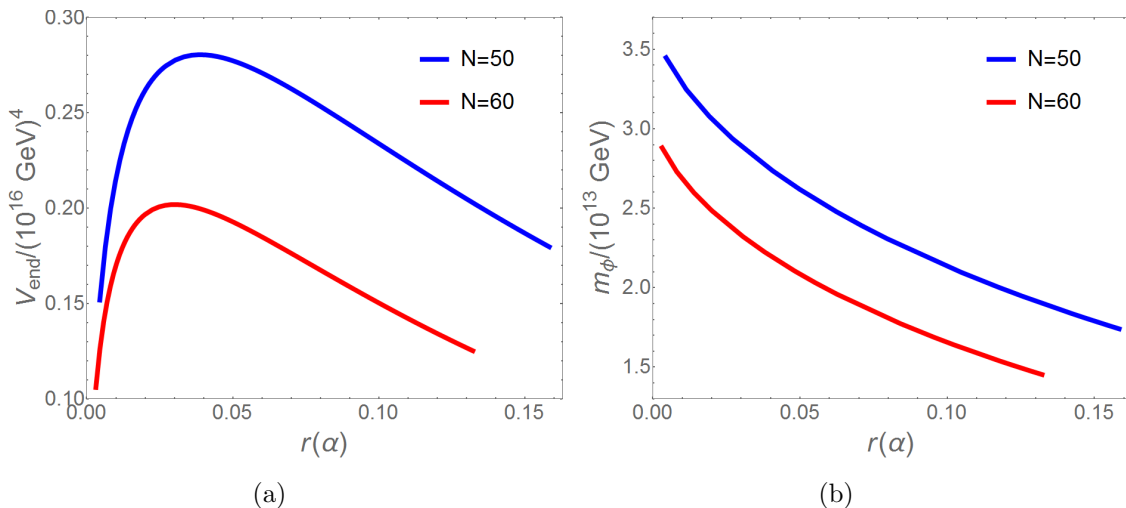 0.30
0.25
0.20
0.15
0.10
V_end/(10^16 GeV)^4
N=50
N=60
0.00 0.05 0.10 0.15
r(α)
(a)
3.5
3.0
2.5
2.0
1.5
m_ϕ/(10^13 GeV)
N=50
N=60
0.00 0.05 0.10 0.15
r(α)
(b)